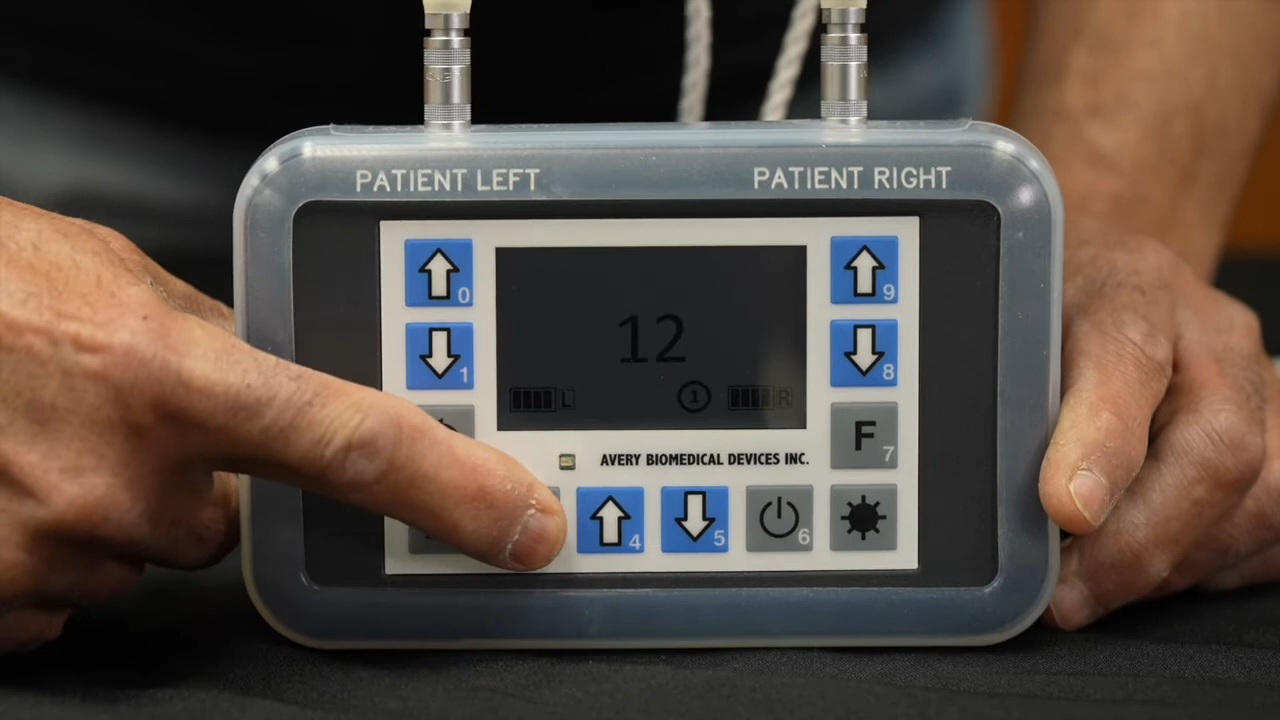 PATIENT LEFT
PATIENT RIGHT
0
9
12
1
8
L
1
R
F
7
AVERY BIOMEDICAL DEVICES INC.
4
5
6